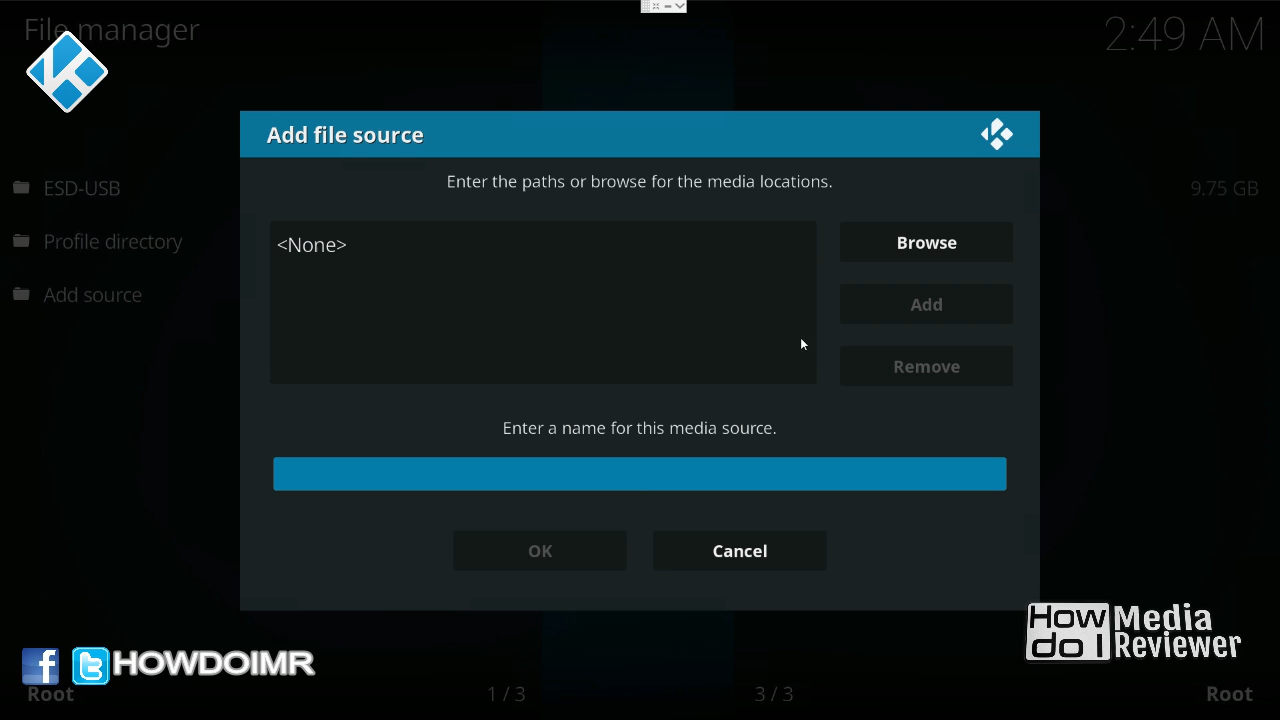 File manager
2:49 AM
Add file source
Enter the paths or browse for the media locations.
ESD-USB
9.75 GB
Profile directory
Add source
<None>
Browse
Add
Remove
Enter a name for this media source.
OK
Cancel
How do I
Media Reviewer
f
HOWDOIMR
Root
1 / 3
3 / 3
Root